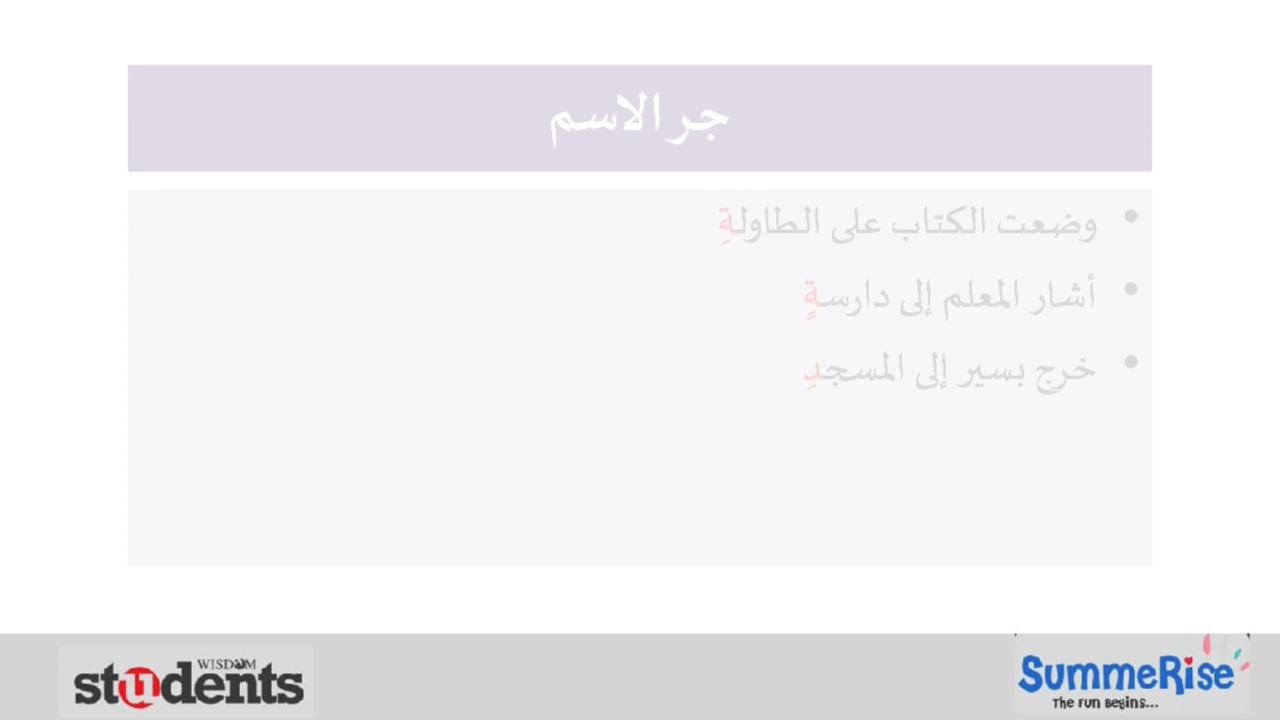 جر الاسم
• وضعت الكتاب على الطاولةِ
• أشار المعلم إلى دارسةٍ
• خرج بسير إلى المسجدِ
WISDOM
students
SummeRise
The fun Begins...